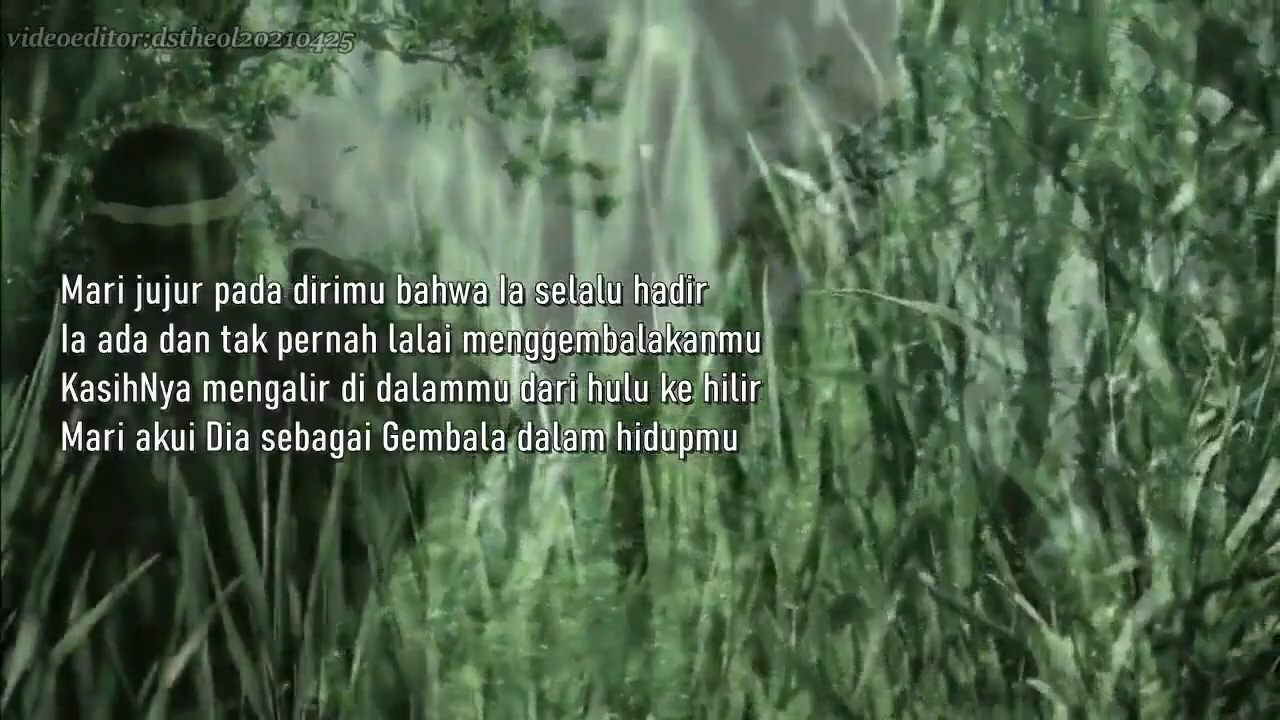 videoeditor:dstheol20210425
Mari jujur pada dirimu bahwa Ia selalu hadir
Ia ada dan tak pernah lalai menggembalakanmu
KasihNya mengalir di dalammu dari hulu ke hilir
Mari akui Dia sebagai Gembala dalam hidupmu